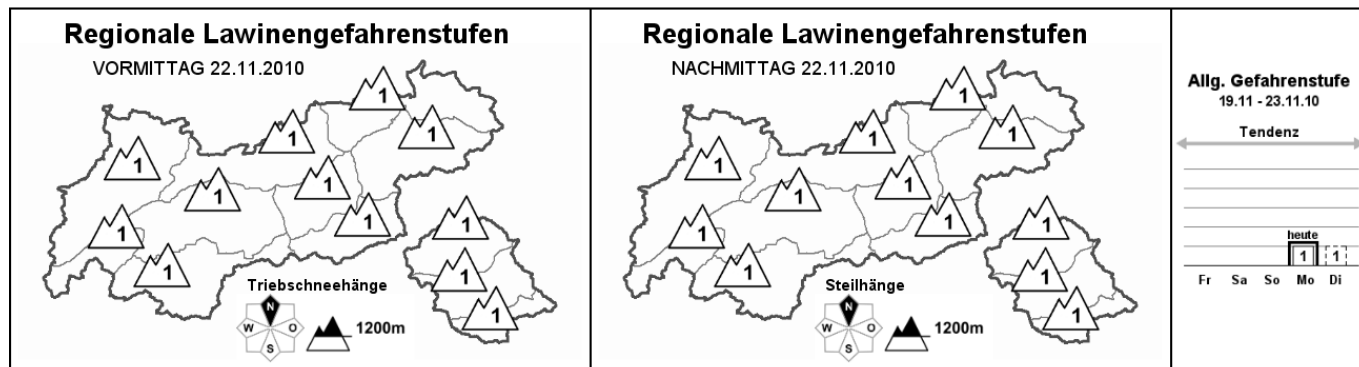 Regionale Lawinengefahrenstufen
VORMITTAG 22.11.2010
1
1
1
1
1
1
1
1
1
1
1
1
Triebschneehänge
N
W O
S
1200m
Regionale Lawinengefahrenstufen
NACHMITTAG 22.11.2010
1
1
1
1
1
1
1
1
1
1
1
1
Steilhänge
N
W O
S
1200m
Allg. Gefahrenstufe
19.11 - 23.11.10
Tendenz
heute
1 1
Fr Sa So Mo Di